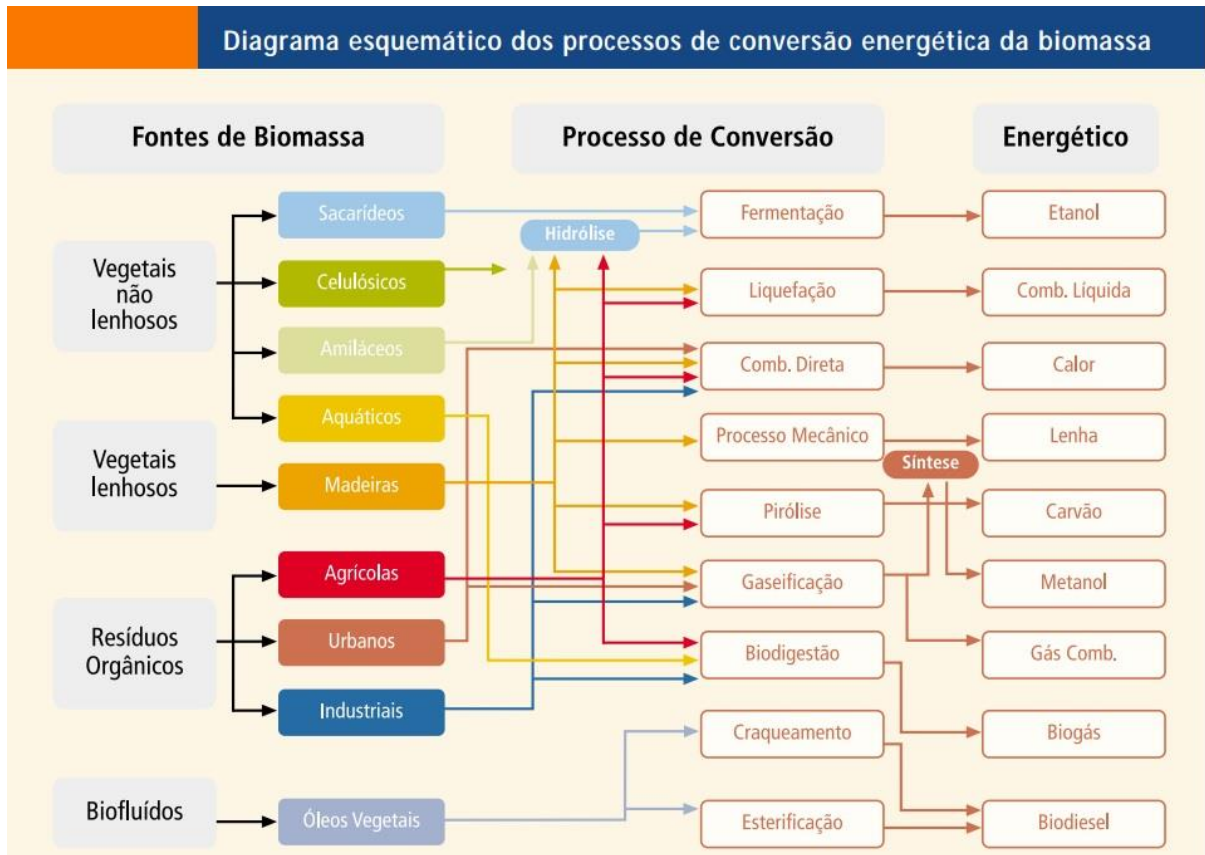 Diagrama esquemático dos processos de conversão energética da biomassa
Fontes de Biomassa
Processo de Conversão
Energético
Vegetais
não
lenhosos
Vegetais
lenhosos
Resíduos
Orgânicos
Biofluídos
Sacarídeos
Celulósicos
Amiláceos
Aquáticos
Madeiras
Agrícolas
Urbanos
Industriais
Óleos Vegetais
Hidrólise
Fermentação
Liquefação
Comb. Direta
Processo Mecânico
Pirólise
Gaseificação
Biodigestão
Craqueamento
Esterificação
Síntese
Etanol
Comb. Líquida
Calor
Lenha
Carvão
Metanol
Gás Comb.
Biogás
Biodiesel